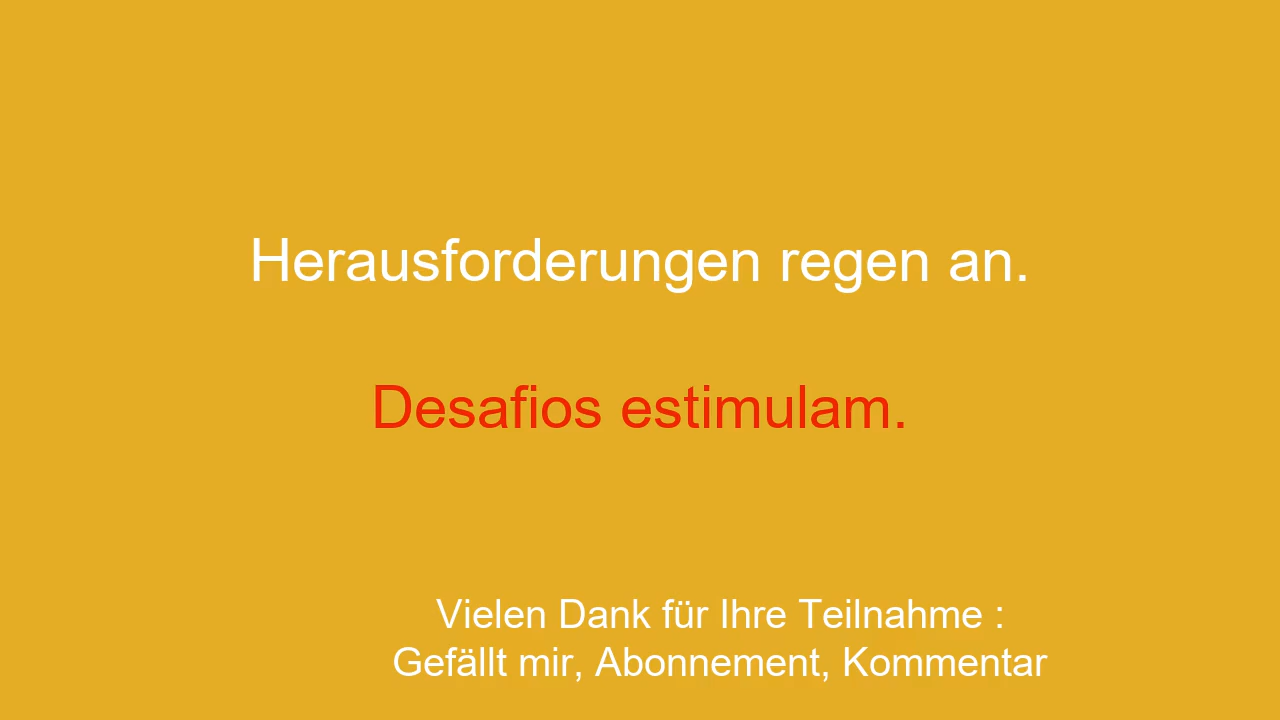 Herausforderungen regen an.
Desafios estimulam.
Vielen Dank für Ihre Teilnahme :
Gefällt mir, Abonnement, Kommentar